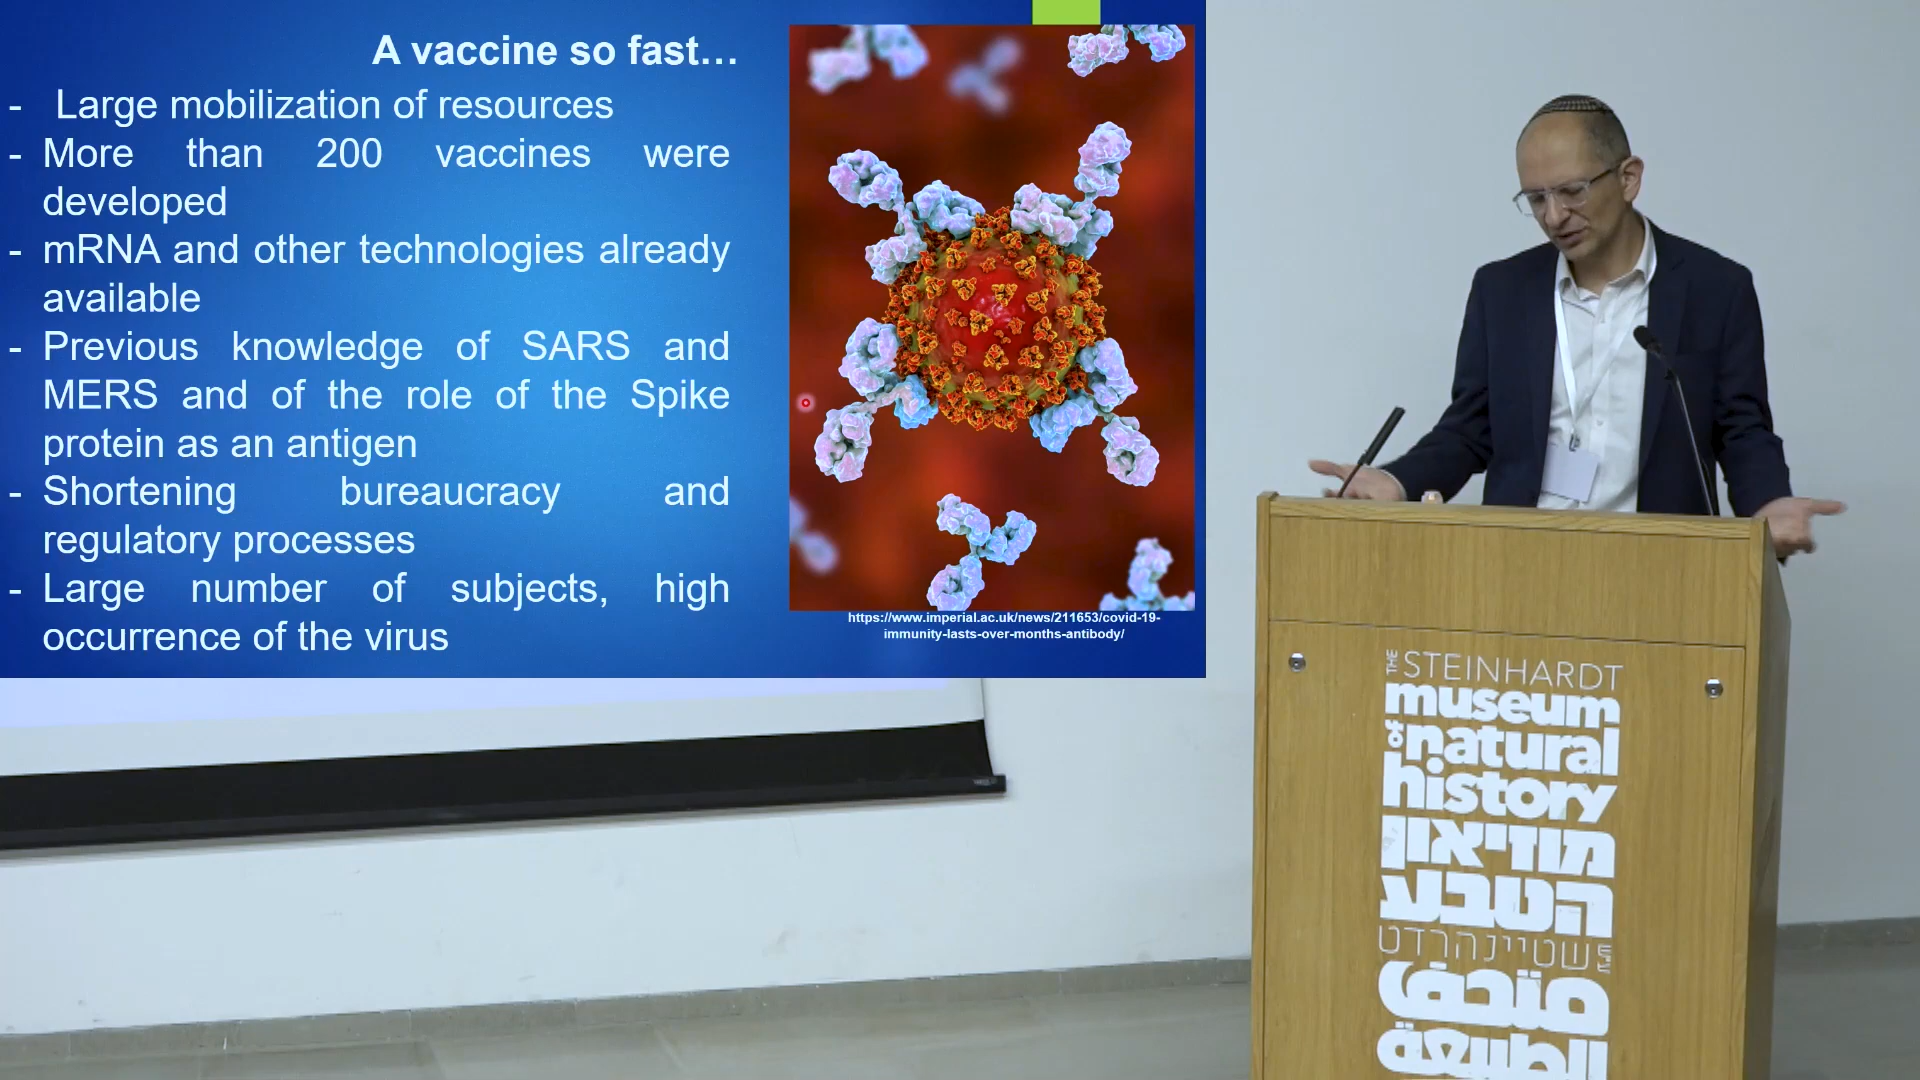 A vaccine so fast…
- Large mobilization of resources
- More than 200 vaccines were
developed
- mRNA and other technologies already
available
- Previous knowledge of SARS and
MERS and of the role of the Spike
protein as an antigen
- Shortening bureaucracy and
regulatory processes
- Large number of subjects, high
occurrence of the virus
https://www.imperial.ac.uk/news/211653/covid-19-
immunity-lasts-over-months-antibody/
THE STEINHARDT
museum
of natural
history
מוזיאון
הטבע
ע"ש שטיינהרדט
متحف
الطبيعة